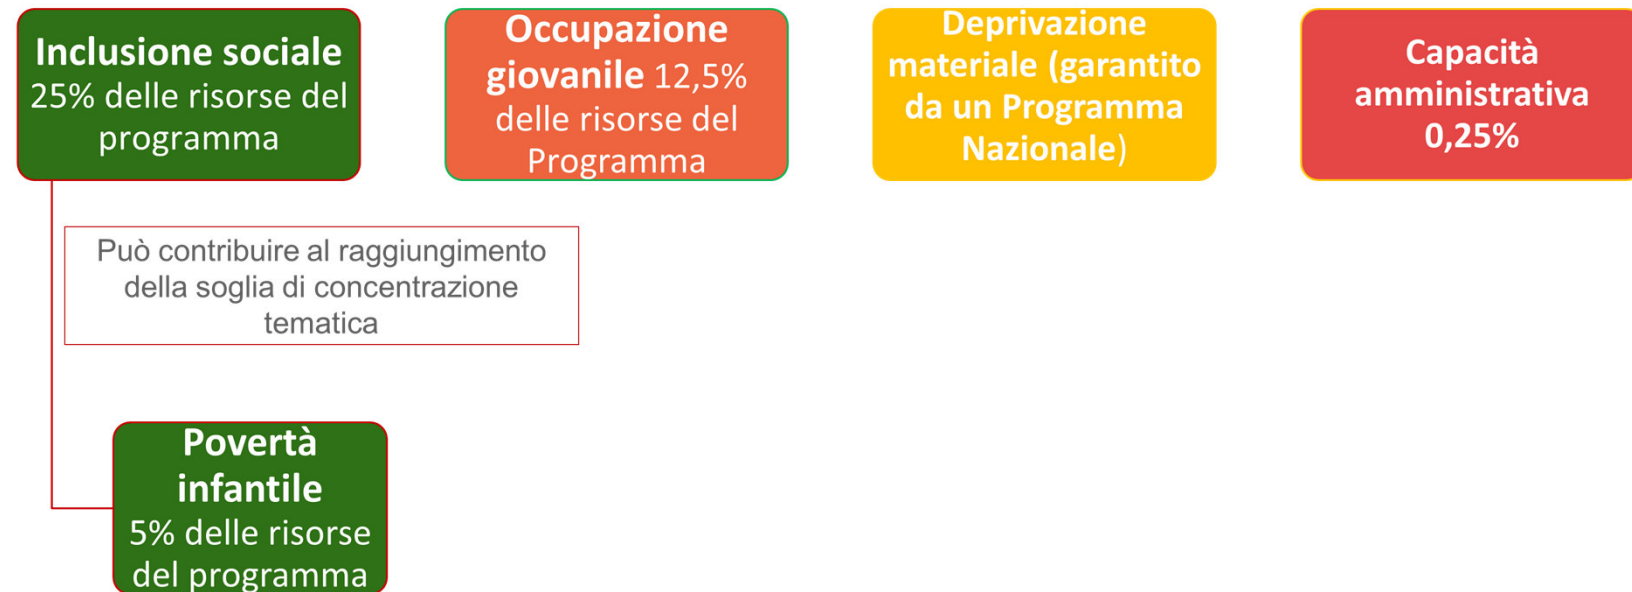 Inclusione sociale
25% delle risorse del
programma
Occupazione
giovanile 12,5%
delle risorse del
Programma
Deprivazione
materiale (garantito
da un Programma
Nazionale)
Capacità
amministrativa
0,25%
Può contribuire al raggiungimento
della soglia di concentrazione
tematica
Povertà
infantile
5% delle risorse
del programma